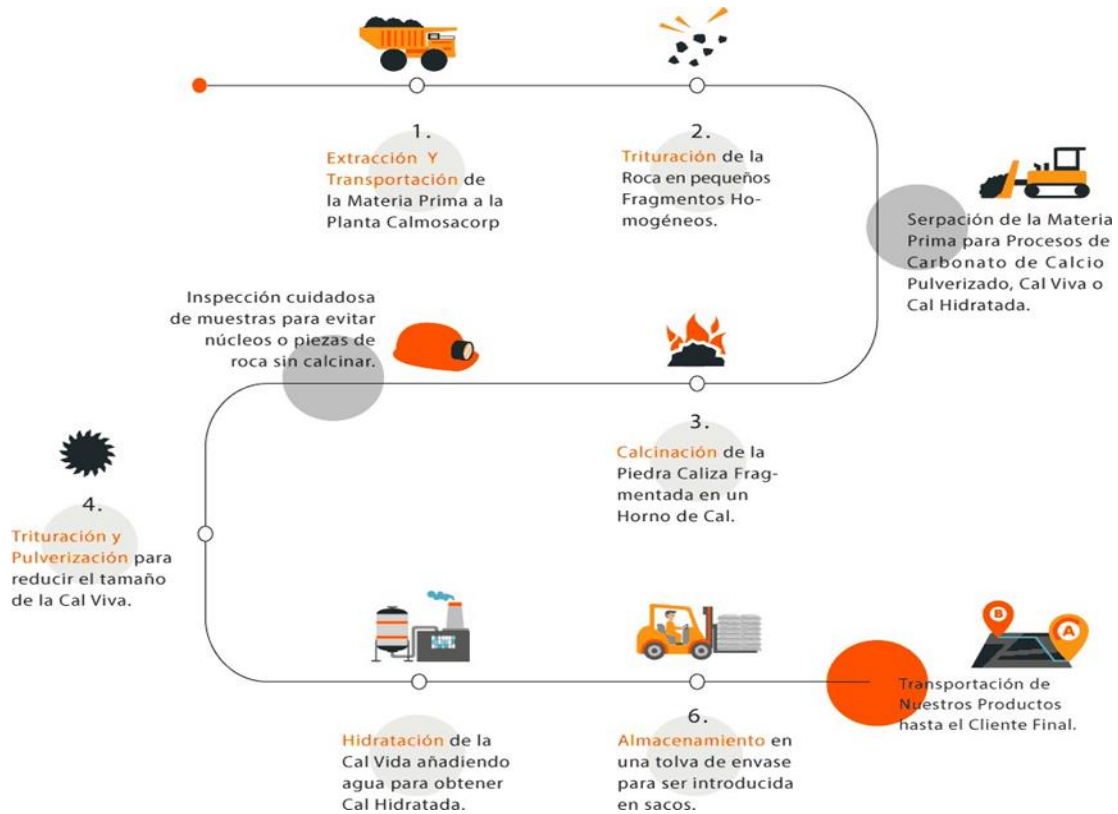 1.
Extracción Y
Transportación de
la Materia Prima a la
Planta Calmosacorp
2.
Trituración de la
Roca en pequeños
Fragmentos Ho-
mogéneos.
Serpación de la Materia
Prima para Procesos de
Carbonato de Calcio
Pulverizado, Cal Viva o
Cal Hidratada.
3.
Calcinación de la
Piedra Caliza Frag-
mentada en un
Horno de Cal.
Inspección cuidadosa
de muestras para evitar
núcleos o piezas de
roca sin calcinar.
4.
Trituración y
Pulverización para
reducir el tamaño
de la Cal Viva.
Hidratación de la
Cal Vida añadiendo
agua para obtener
Cal Hidratada.
6.
Almacenamiento en
una tolva de envase
para ser introducida
en sacos.
B
A
Transportación de
Nuestros Productos
hasta el Cliente Final.